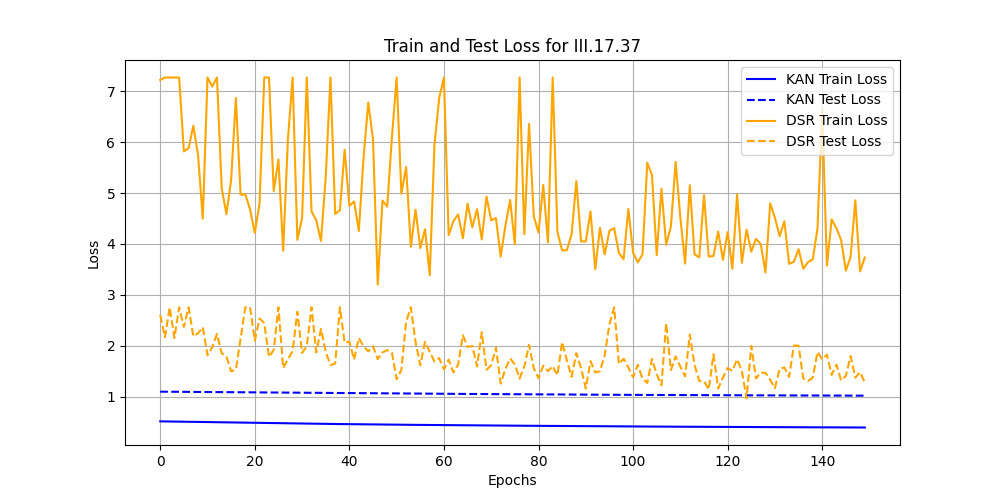 Train and Test Loss for III.17.37
KAN Train Loss
KAN Test Loss
DSR Train Loss
DSR Test Loss
Loss
7
6
5
4
3
2
1
0 20 40 60 80 100 120 140
Epochs